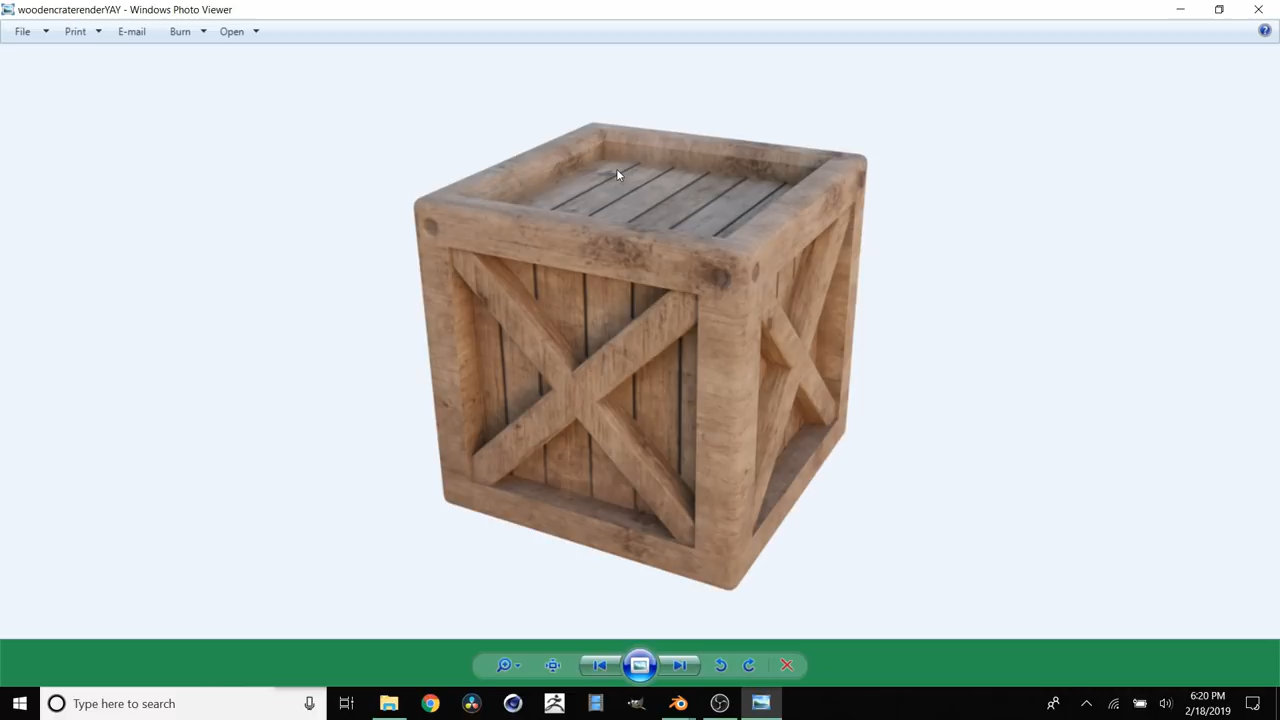 woodencraterenderYAY - Windows Photo Viewer
File Print E-mail Burn Open
Type here to search
6:20 PM
2/18/2019